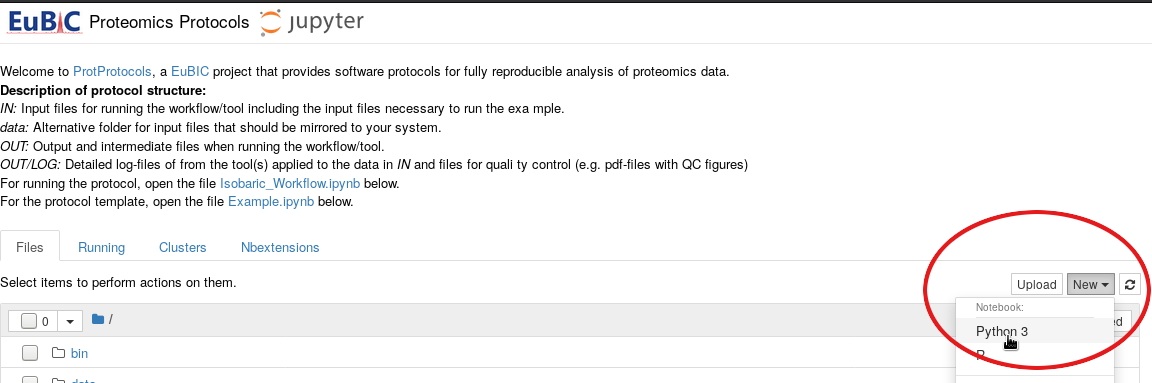 EuBIC Proteomics Protocols jupyter
Welcome to ProtProtocols, a EuBIC project that provides software protocols for fully reproducible analysis of proteomics data.
Description of protocol structure:
IN: Input files for running the workflow/tool including the input files necessary to run the exa mple.
data: Alternative folder for input files that should be mirrored to your system.
OUT: Output and intermediate files when running the workflow/tool.
OUT/LOG: Detailed log-files of from the tool(s) applied to the data in IN and files for quali ty control (e.g. pdf-files with QC figures)
For running the protocol, open the file Isobaric_Workflow.ipynb below.
For the protocol template, open the file Example.ipynb below.
Files Running Clusters Nbextensions
Select items to perform actions on them.
Upload New
Notebook:
0 /
Python 3
bin
R